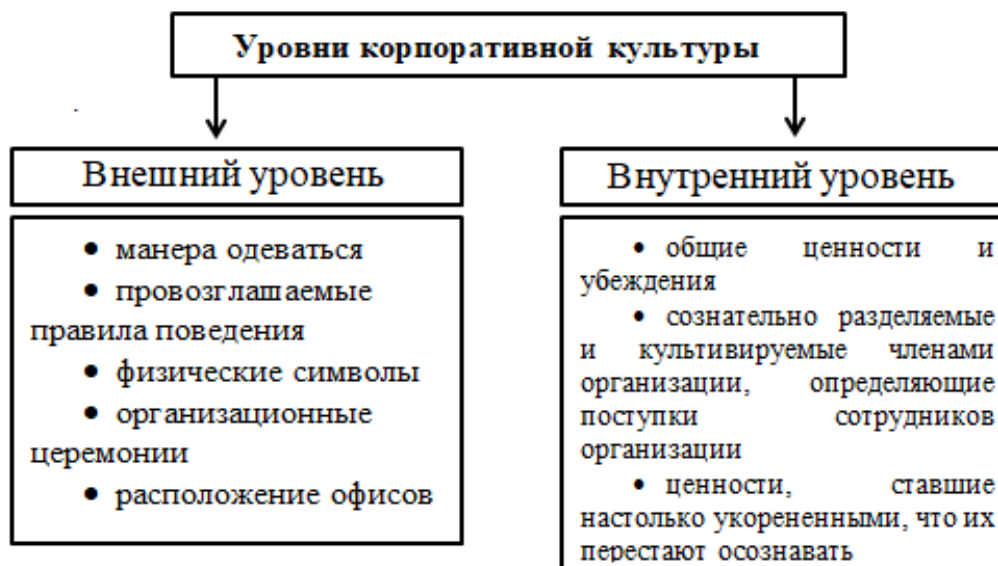 Уровни корпоративной культуры
Внешний уровень
• манера одеваться
• провозглашаемые
правила поведения
• физические символы
• организационные
церемонии
• расположение офисов
Внутренний уровень
• общие ценности и
убеждения
• сознательно разделяемые
и культивируемые членами
организации, определяющие
поступки сотрудников
организации
• ценности, ставшие
настолько укорененными, что их
перестают осознавать